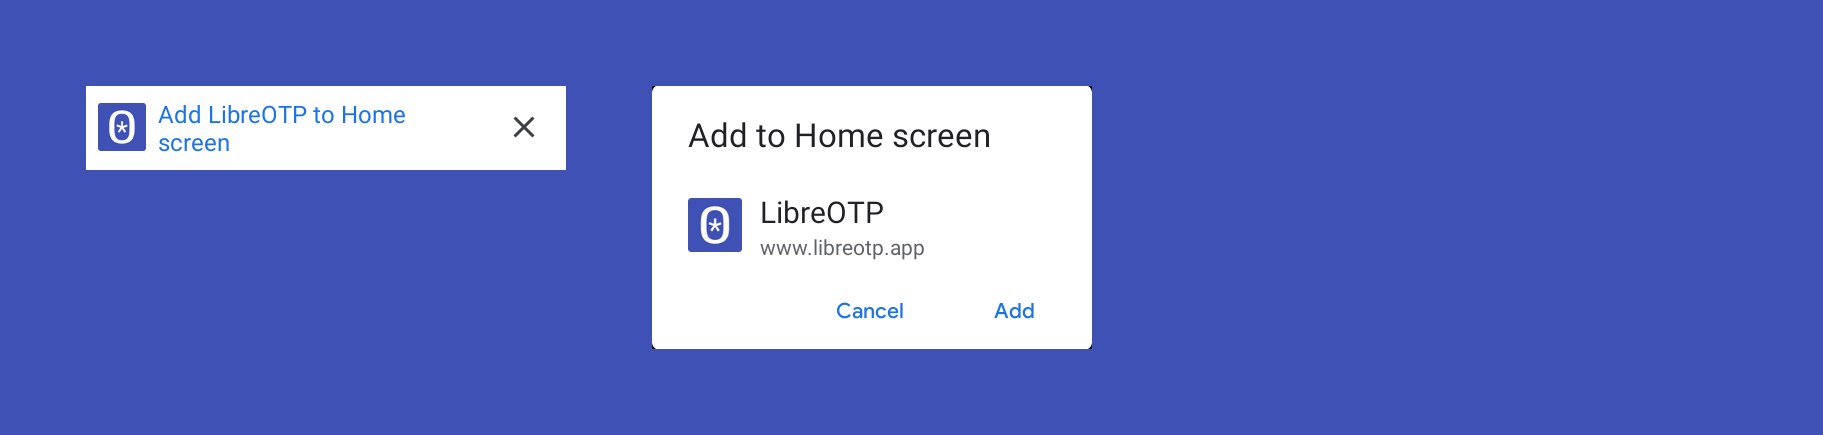 Add LibreOTP to Home
screen
Add to Home screen
LibreOTP
www.libreotp.app
Cancel Add